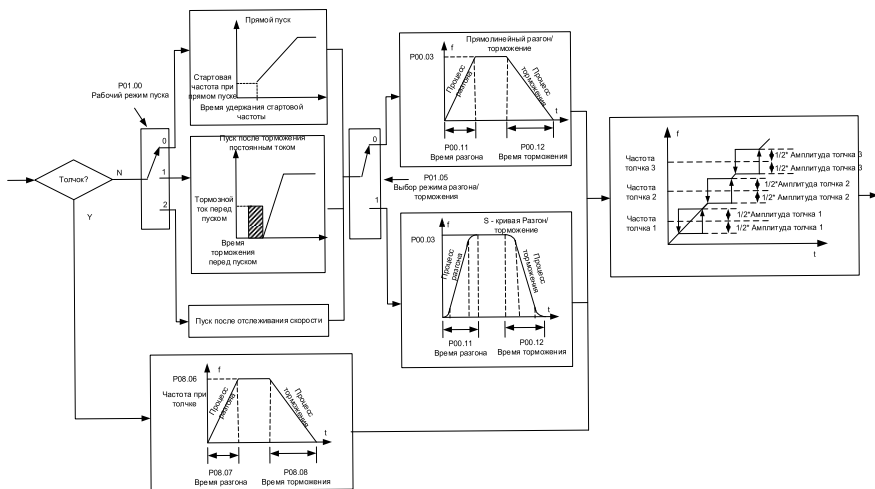 Прямой пуск
Стартовая
частота при
прямом пуске
Время удержания стартовой
частоты
P01.00
Рабочий режим пуска
0
1
2
Толчок?
N
Y
Пуск после торможения
постоянным током
Тормозной
ток перед
пуском
Время
торможения
перед пуском
Пуск после отслеживания скорости
0
1
P01.05
Выбор режима разгона/
торможения
Прямолинейный разгон/
торможение
f
P00.03
Процесс
разгона
Процесс
торможения
t
P00.11
Время разгона
P00.12
Время торможения
S - кривая Разгон/
торможение
f
P00.03
Процесс
разгона
Процесс
торможения
t
P00.11
Время разгона
P00.12
Время торможения
P08.06
f
Частота при
толчке
Процесс
разгона
Процесс
торможения
t
P08.07
Время разгона
P08.08
Время торможения
f
Частота
толчка 3
1/2* Амплитуда толчка 3
1/2* Амплитуда толчка 3
Частота
толчка 2
1/2*Амплитуда толчка 2
1/2* Амплитуда толчка 2
Частота
толчка 1
1/2*Амплитуда толчка 1
1/2* Амплитуда толчка 1
t